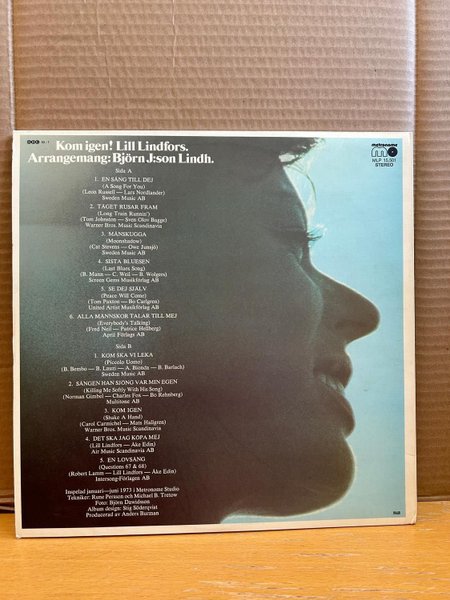 Kom igen! Lill Lindfors.
Arrangemang: Björn J:son Lindh.
metronome
MLP 15.501
STEREO
Side A
1. EN SÅNG TILL DEJ
(A Song For You)
(Leon Russell — Lars Nordlander)
Sweden Music AB
2. TÅGET RUSAR FRAM
(Long Train Runnin')
(Tom Johnston — Sven Olov Bagge)
Warner Bros. Music Scandinavia
3. MÅNSKUGGA
(Moonshadow)
(Cat Stevens — Owe Junsjö)
Sweden Music AB
4. SISTA BLUESEN
(Last Blues Song)
(B. Mann — C. Weil — B. Wolgers)
Screen Gems Musikförlag AB
5. SE DEJ SJÄLV
(Peace Will Come)
(Tom Paxton — Bo Carlgren)
United Artist Musikförlag AB
6. ALLA MÄNNSKOR TALAR TILL MEJ
(Everybody's Talking)
(Fred Neil — Patrice Hellberg)
April Förlags AB
Side B
1. KOM SKA VI LEKA
(Piccolo Uomo)
(B. Bembo — B. Lauri — A. Biondn — B. Barlach)
Sweden Music AB
2. SÅNGEN HAN SJÖNG VAR MIN EGEN
(Killing Me Softly With His Song)
(Norman Gimbel — Charles Fox — Bo Rehnberg)
Multitone AB
3. KOM IGEN
(Shake A Hand)
(Carol Carmichel — Mats Hallgren)
Warner Bros. Music Scandinavia
4. DET SKA JAG KÖPA MEJ
(Lill Lindfors — Åke Edin)
Air Music Scandinavia AB
5. EN LOVSÅNG
(Questions 67 & 68)
(Robert Lamm — Lill Lindfors — Åke Edin)
Intersong-Förlagen AB
Inspelad januari—juni 1973 i Metronome Studio
Tekniker: Rune Persson och Michael B. Tretow
Foto: Björn Davidsson
Album design: Stig Söderqvist
Producerad av Anders Burman